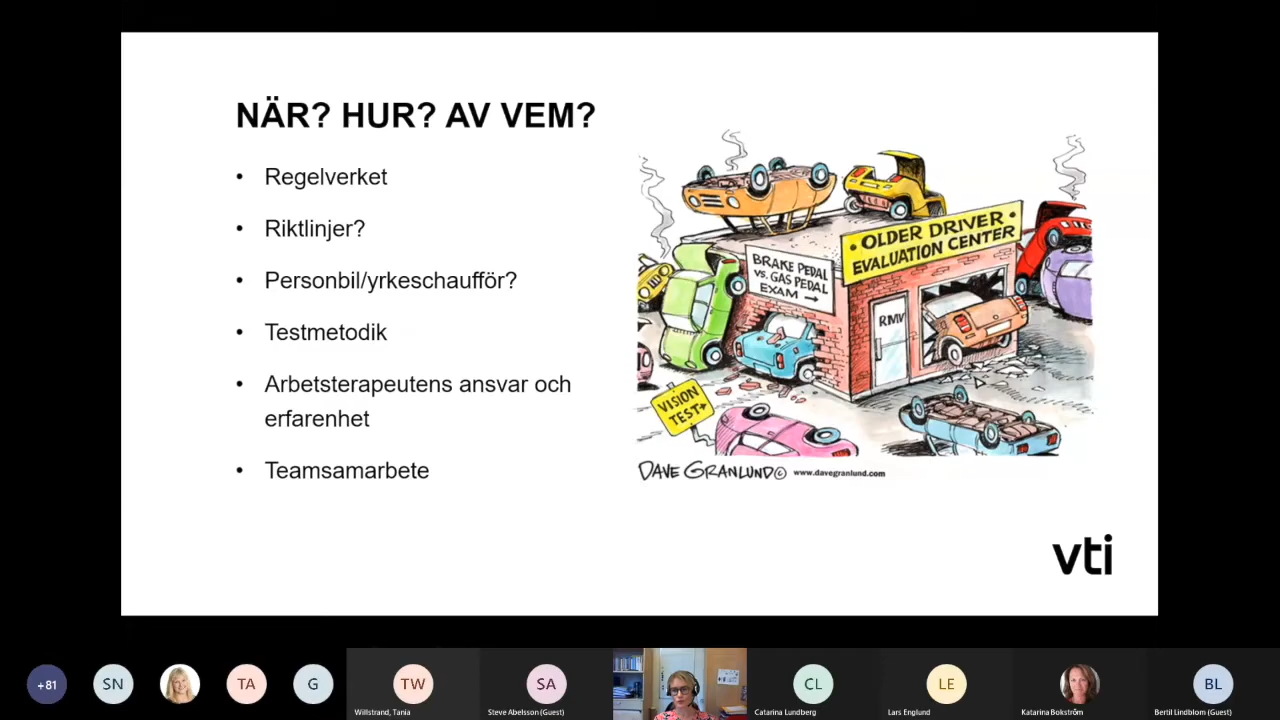 NÄR? HUR? AV VEM?
• Regelverket
• Riktlinjer?
• Personbil/yrkeschaufför?
• Testmetodik
• Arbetsterapeutens ansvar och
erfarenhet
• Teamsamarbete
• OLDER DRIVER •
EVALUATION CENTER
BRAKE PEDAL
VS. GAS PEDAL
EXAM →
RMV
VISION
TEST
DAVE GRANLUND © www.davegranlund.com
vti
+81
SN
TA
G
TW
SA
CL
LE
BL
Willstrand, Tania
Steve Abelsson (Guest)
Catarina Lundberg
Lars Englund
Katarina Bokström
Bertil Lindblom (Guest)